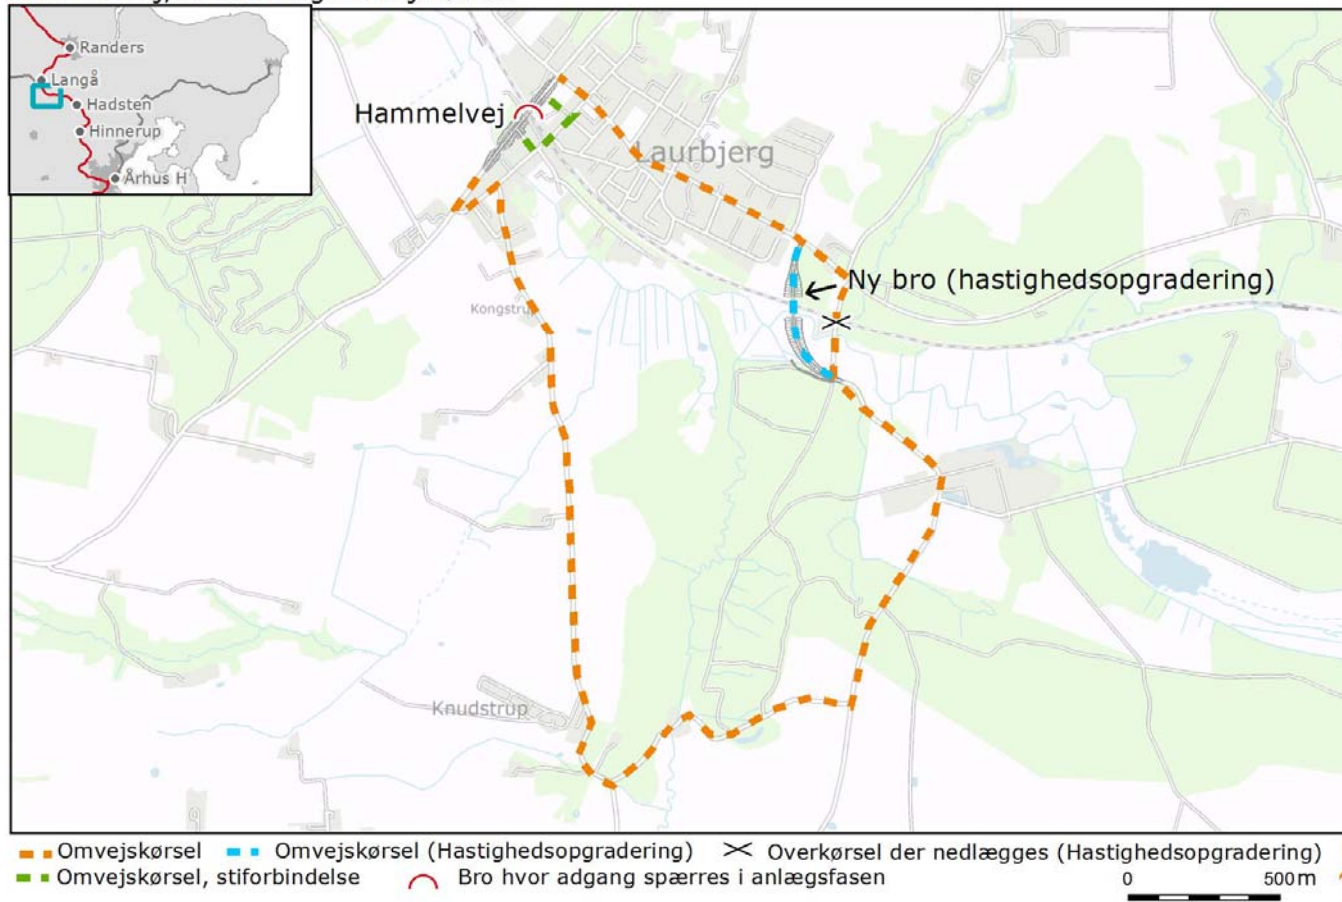 Randers
Langå
Hadsten
Hinnerup
Århus H
Hammelvej
Laurbjerg
Ny bro (hastighedsopgradering)
Kongstrup
Knudstrup
Omvejskørsel
Omvejskørsel (Hastighedsopgradering)
Overkørsel der nedlægges (Hastighedsopgradering)
Omvejskørsel, stiforbindelse
Bro hvor adgang spærres i anlægsfasen
0 500m